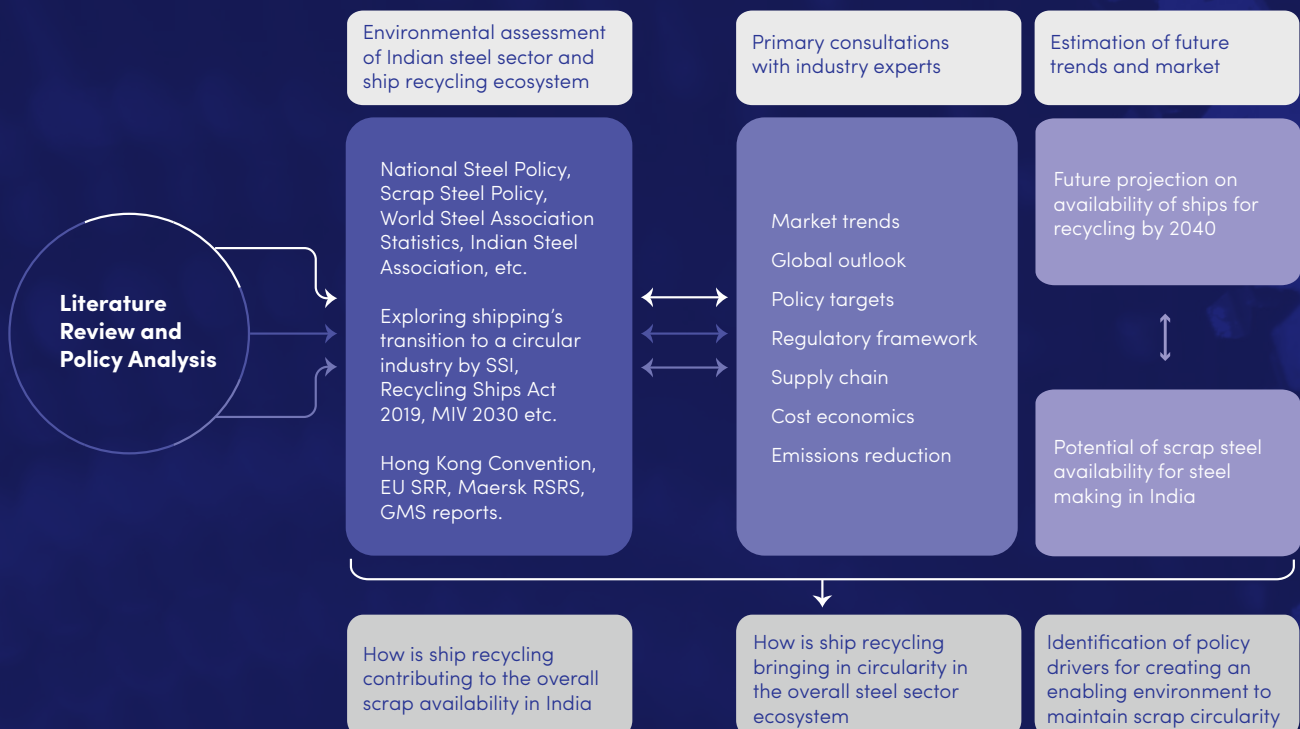 Literature
Review and
Policy Analysis
Environmental assessment
of Indian steel sector and
ship recycling ecosystem
National Steel Policy,
Scrap Steel Policy,
World Steel Association
Statistics, Indian Steel
Association, etc.
Exploring shipping's
transition to a circular
industry by SSI,
Recycling Ships Act
2019, MIV 2030 etc.
Hong Kong Convention,
EU SRR, Maersk RSRS,
GMS reports.
Primary consultations
with industry experts
Market trends
Global outlook
Policy targets
Regulatory framework
Supply chain
Cost economics
Emissions reduction
Estimation of future
trends and market
Future projection on
availability of ships for
recycling by 2040
Potential of scrap steel
availability for steel
making in India
How is ship recycling
contributing to the overall
scrap availability in India
How is ship recycling
bringing in circularity in
the overall steel sector
ecosystem
Identification of policy
drivers for creating an
enabling environment to
maintain scrap circularity